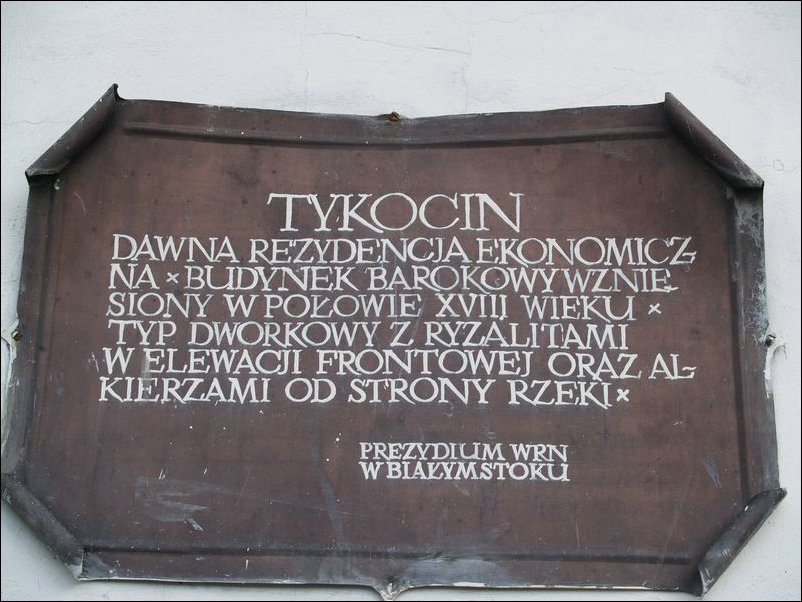 TYKOCIN
DAWNA REZYDENCJA EKONOMICZ-
NA × BUDYNEK BAROKOWY WZNIE-
SIONY W POŁOWIE XVIII WIEKU ×
TYP DWORKOWY Z RYZALITAMI
W ELEWACJI FRONTOWEJ ORAZ AL-
KIERZAMI OD STRONY RZEKI ×
PREZYDIUM WRN
W BIAŁYMSTOKU